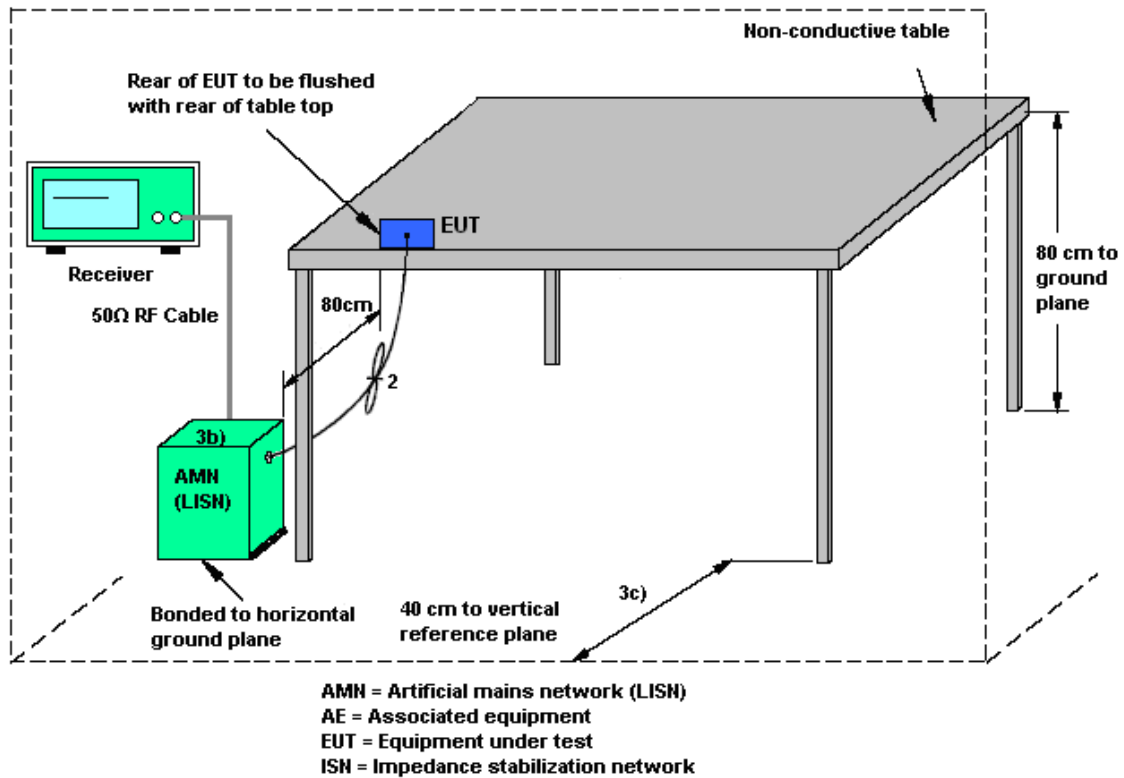 Non-conductive table
Rear of EUT to be flushed
with rear of table top
EUT
Receiver
80cm
80 cm to
ground
plane
50Ω RF Cable
2
3b)
AMN
(LISN)
3c)
Bonded to horizontal
ground plane
40 cm to vertical
reference plane
AMN = Artificial mains network (LISN)
AE = Associated equipment
EUT = Equipment under test
ISN = Impedance stabilization network